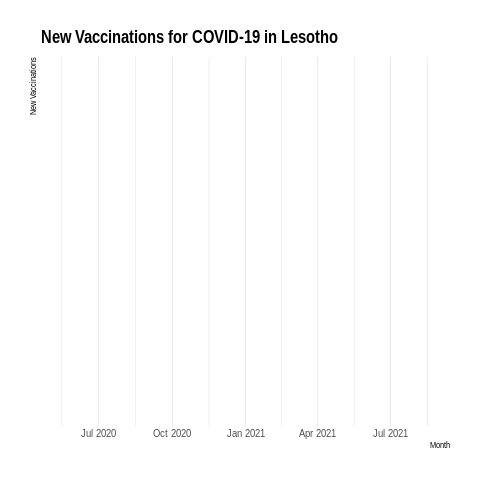 New Vaccinations for COVID-19 in Lesotho
New Vaccinations
Jul 2020 Oct 2020 Jan 2021 Apr 2021 Jul 2021
Month